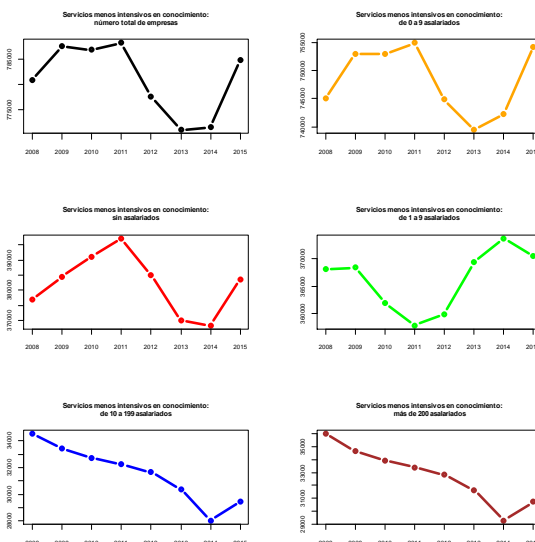 Servicios menos intensivos en conocimiento:
número total de empresas
785000
2008 2009 2010 2011 2012 2013 2014 2015
Servicios menos intensivos en conocimiento:
de 0 a 9 asalariados
755000
750000
745000
740000
2008 2009 2010 2011 2012 2013 2014
Servicios menos intensivos en conocimiento:
sin asalariados
390000
380000
370000
2008 2009 2010 2011 2012 2013 2014 2015
Servicios menos intensivos en conocimiento:
de 1 a 9 asalariados
370000
365000
360000
2008 2009 2010 2011 2012 2013 2014
Servicios menos intensivos en conocimiento:
de 10 a 199 asalariados
34000
32000
30000
28000
Servicios menos intensivos en conocimiento:
más de 200 asalariados
35000
33000
31000
29000